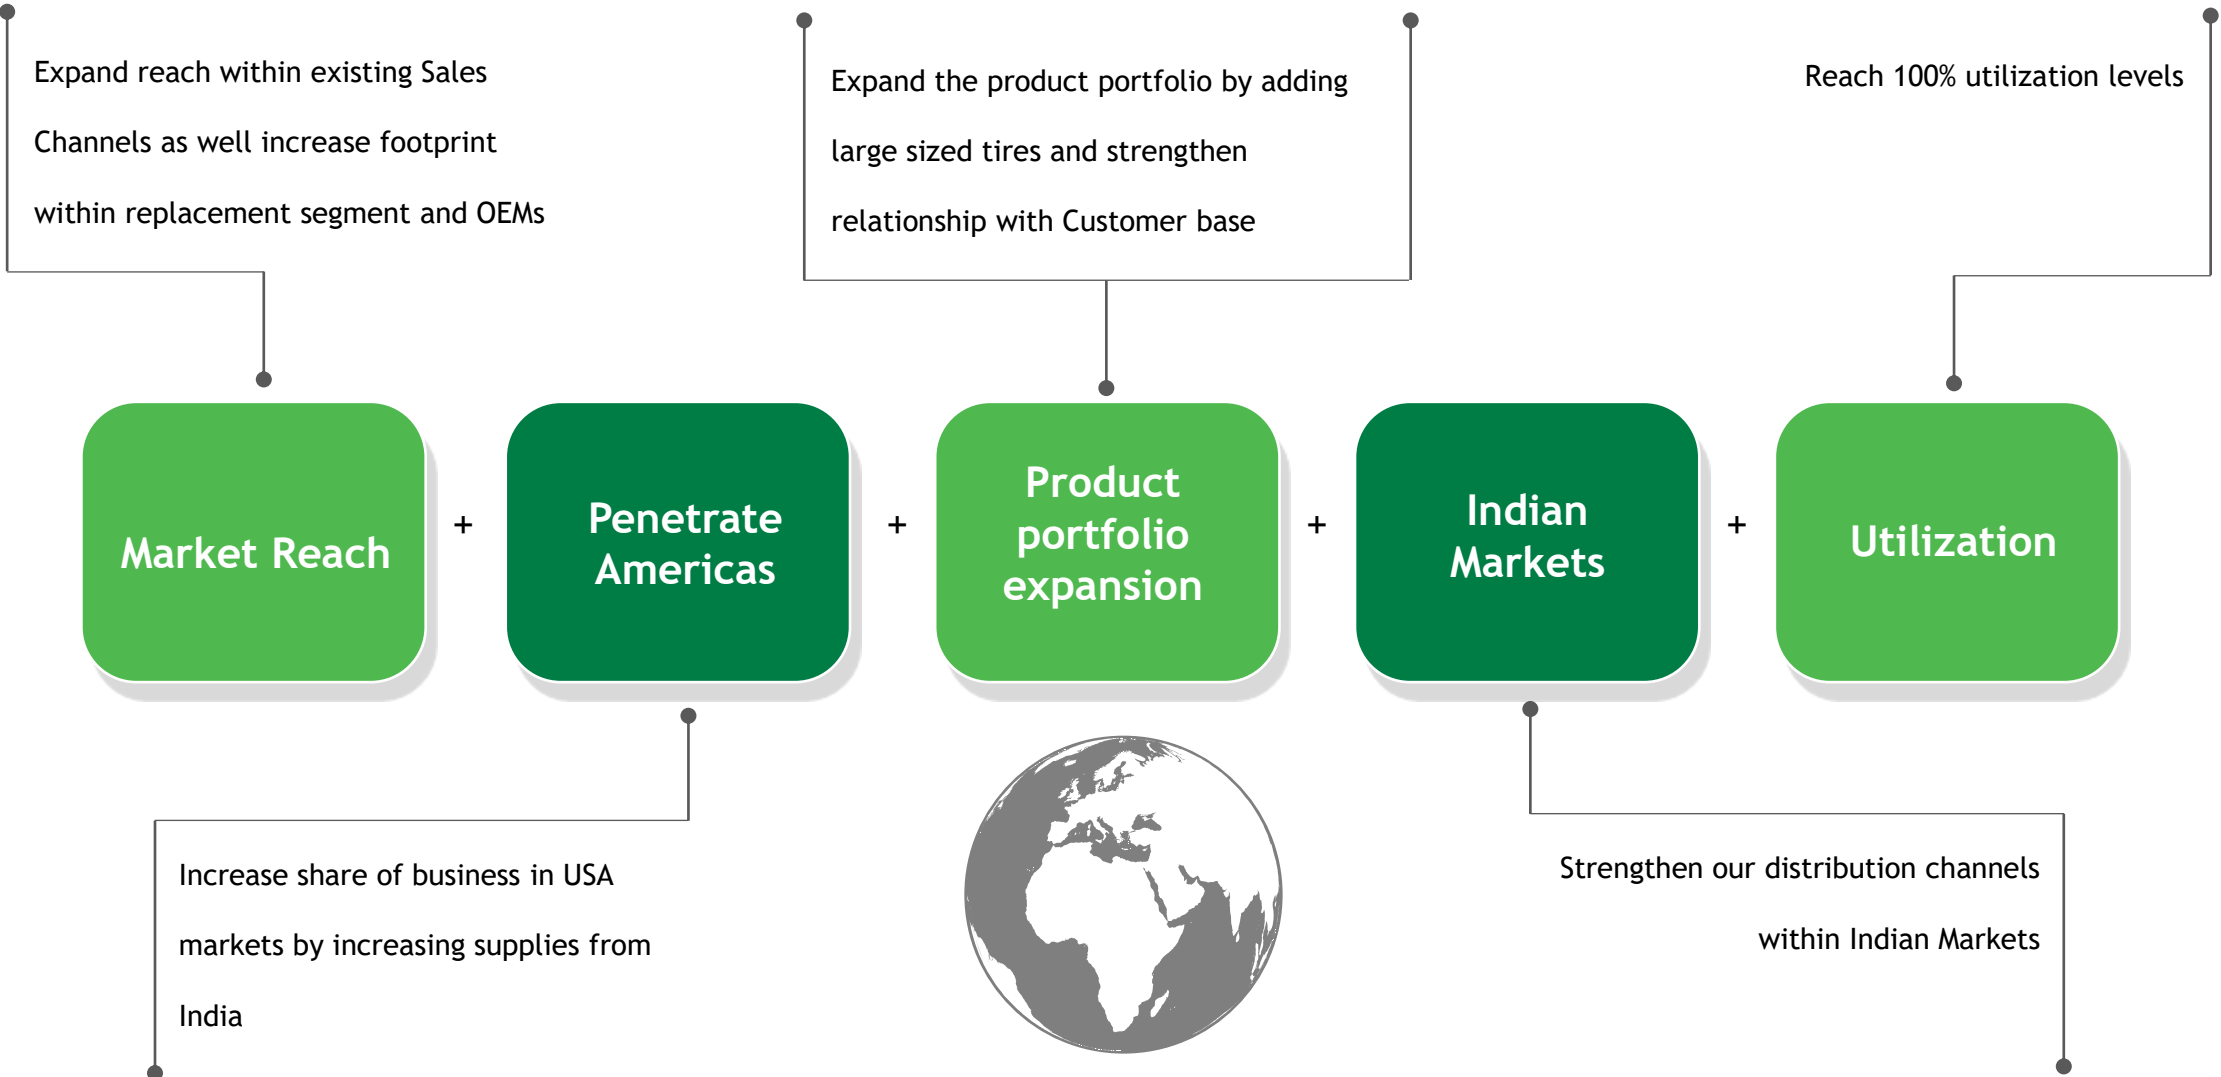 Expand reach within existing Sales
Channels as well increase footprint
within replacement segment and OEMs
Expand the product portfolio by adding
large sized tires and strengthen
relationship with Customer base
Reach 100% utilization levels
Market Reach
+
Penetrate
Americas
+
Product
portfolio
expansion
+
Indian
Markets
+
Utilization
Increase share of business in USA
markets by increasing supplies from
India
Strengthen our distribution channels
within Indian Markets